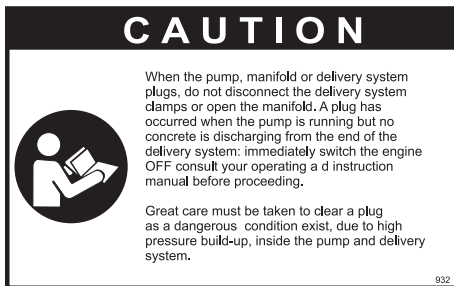 CAUTION
When the pump, manifold or delivery system
plugs, do not disconnect the delivery system
clamps or open the manifold. A plug has
occurred when the pump is running but no
concrete is discharging from the end of the
delivery system: immediately switch the engine
OFF consult your operating a d instruction
manual before proceeding.
Great care must be taken to clear a plug
as a dangerous condition exist, due to high
pressure build-up, inside the pump and delivery
system.
932